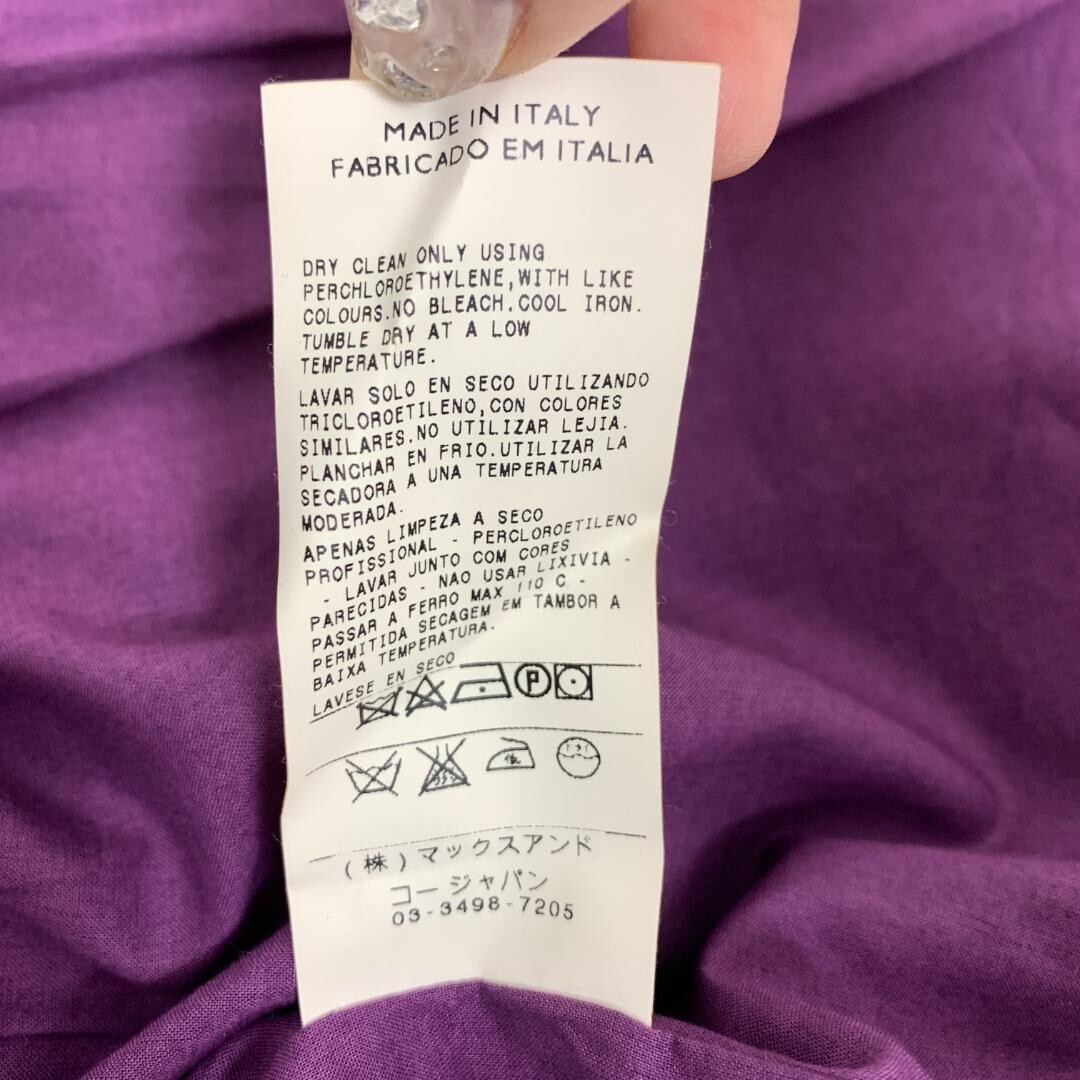 MADE IN ITALY
FABRICADO EM ITALIA
DRY CLEAN ONLY USING
PERCHLOROETHYLENE,WITH LIKE
COLOURS.NO BLEACH.COOL IRON.
TUMBLE DRY AT A LOW
TEMPERATURE.
LAVAR SOLO EN SECO UTILIZANDO
TRICLOROETILENO,CON COLORES
SIMILARES.NO UTILIZAR LEJIA.
PLANCHAR EN FRIO.UTILIZAR LA
SECADORA A UNA TEMPERATURA
MODERADA.
APENAS LIMPEZA A SECO
PROFISSIONAL - PERCLOROETILENO
- LAVAR JUNTO COM CORES
PARECIDAS - NAO USAR LIXIVIA -
PASSAR A FERRO MAX 110 C -
PERMITIDA SECAGEM EM TAMBOR A
BAIXA TEMPERATURA.
LAVESE EN SECO
P
低
(株)マックスアンド
コー ジャパン
03-3498-7205